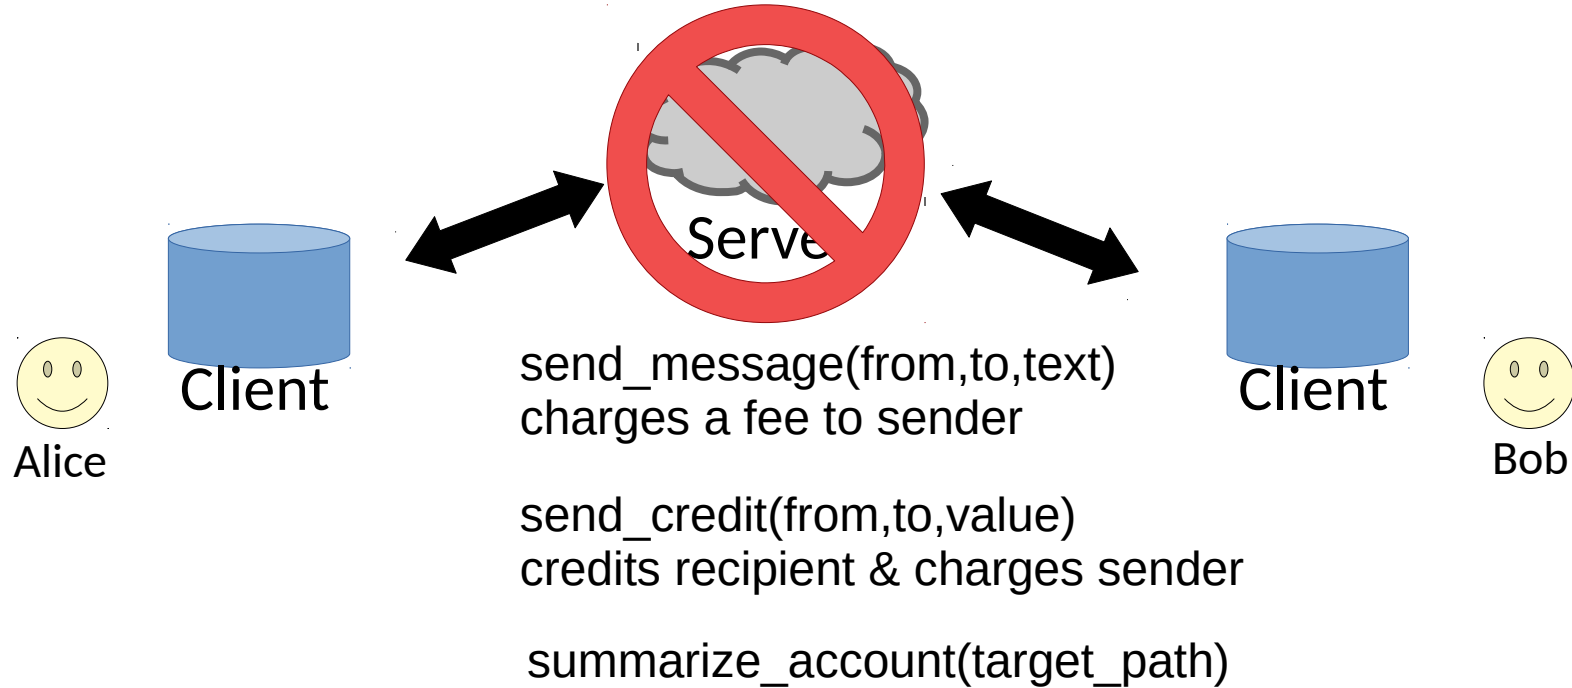 Serve
Client
Client
Alice
Bob
send_message(from,to,text)
charges a fee to sender
send_credit(from,to,value)
credits recipient & charges sender
summarize_account(target_path)